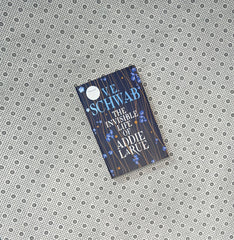 V.E.
SCHWAB
THE
INVISIBLE
LIFE
OF
ADDIE
LARUE